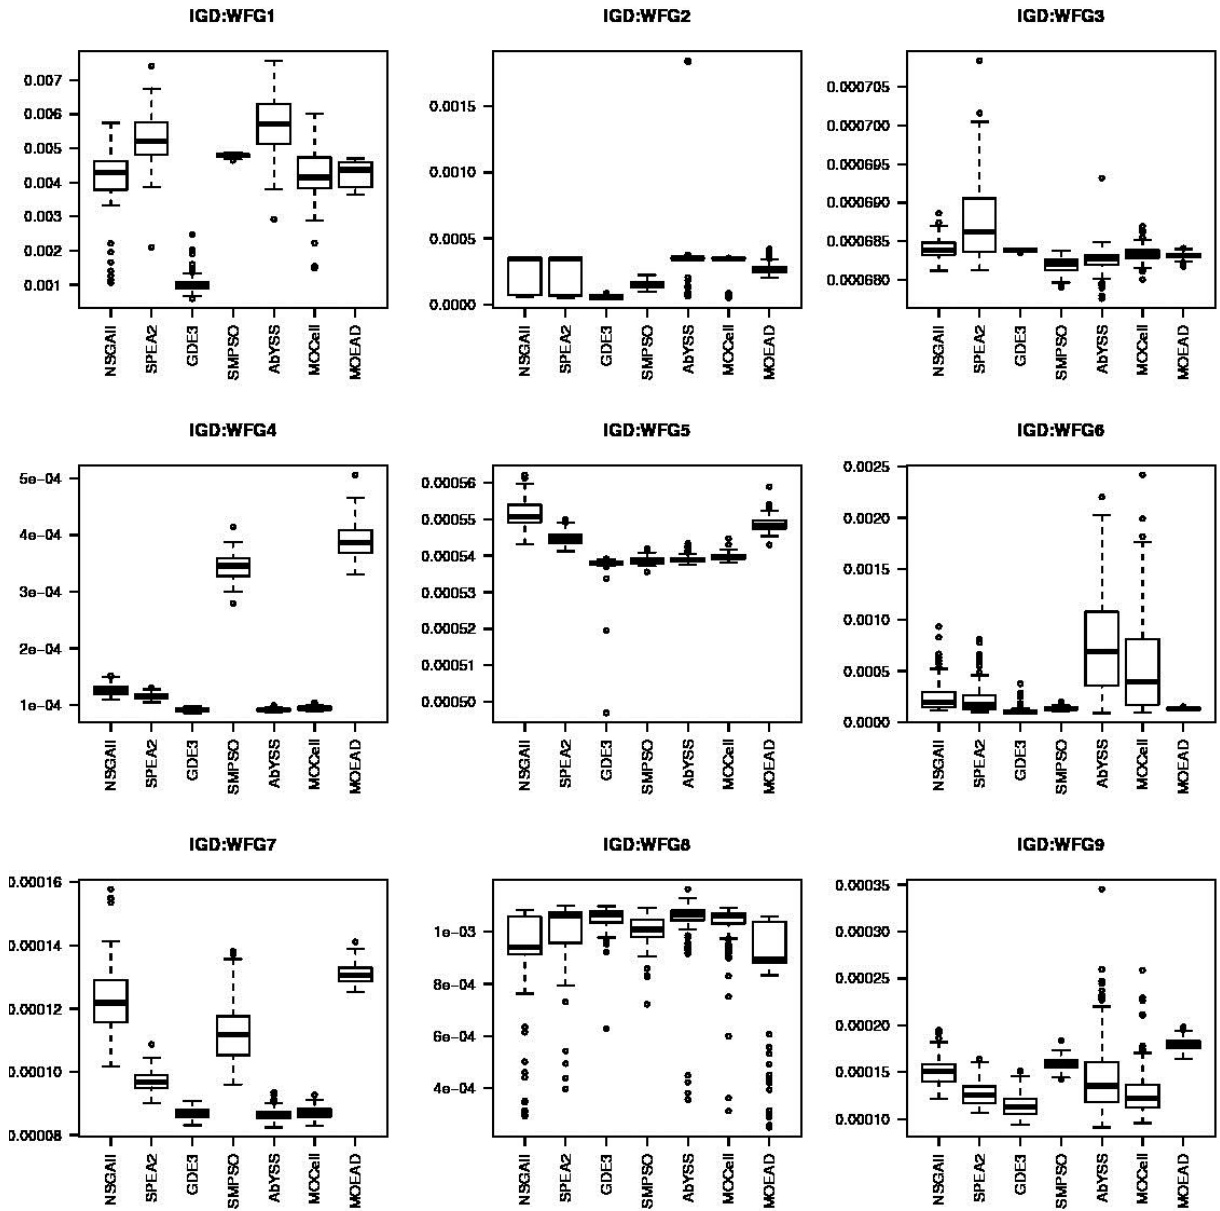 IGD:WFG1
0.007
0.006
0.005
0.004
0.003
0.002
0.001
NSGAII
SPEA2
GDE3
SMPSO
AbYSS
MOCell
MOEAD
IGD:WFG2
0.0015
0.0010
0.0005
0.0000
NSGAII
SPEA2
GDE3
SMPSO
AbYSS
MOCell
MOEAD
IGD:WFG3
0.000705
0.000700
0.000695
0.000690
0.000685
0.000680
NSGAII
SPEA2
GDE3
SMPSO
AbYSS
MOCell
MOEAD
IGD:WFG4
5e-04
4e-04
3e-04
2e-04
1e-04
NSGAII
SPEA2
GDE3
SMPSO
AbYSS
MOCell
MOEAD
IGD:WFG5
0.00056
0.00055
0.00054
0.00053
0.00052
0.00051
0.00050
NSGAII
SPEA2
GDE3
SMPSO
AbYSS
MOCell
MOEAD
IGD:WFG6
0.0025
0.0020
0.0015
0.0010
0.0005
0.0000
NSGAII
SPEA2
GDE3
SMPSO
AbYSS
MOCell
MOEAD
IGD:WFG7
0.00016
0.00014
0.00012
0.00010
0.00008
NSGAII
SPEA2
GDE3
SMPSO
AbYSS
MOCell
MOEAD
IGD:WFG8
1e-03
8e-04
6e-04
4e-04
NSGAII
SPEA2
GDE3
SMPSO
AbYSS
MOCell
MOEAD
IGD:WFG9
0.00035
0.00030
0.00025
0.00020
0.00015
0.00010
NSGAII
SPEA2
GDE3
SMPSO
AbYSS
MOCell
MOEAD